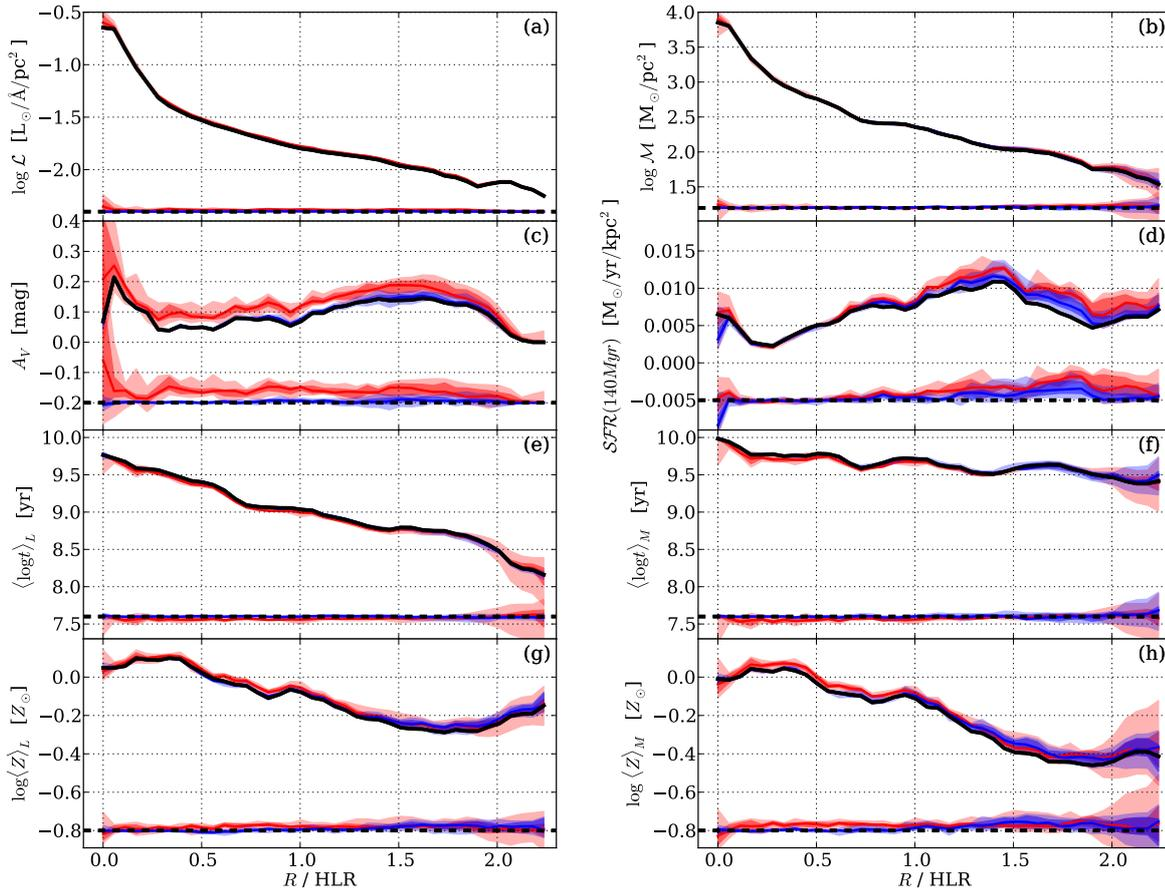 (a)
log ℒ [L⊙/Å/pc²]
−0.5
−1.0
−1.5
−2.0
(b)
log ℳ [M⊙/pc²]
4.0
3.5
3.0
2.5
2.0
1.5
(c)
A_V [mag]
0.4
0.3
0.2
0.1
0.0
−0.1
−0.2
(d)
𝒮ℱℛ(140Myr) [M⊙/yr/kpc²]
0.015
0.010
0.005
0.000
−0.005
(e)
⟨logt⟩_L [yr]
10.0
9.5
9.0
8.5
8.0
7.5
(f)
⟨logt⟩_M [yr]
10.0
9.5
9.0
8.5
8.0
7.5
(g)
log⟨Z⟩_L [Z⊙]
0.0
−0.2
−0.4
−0.6
−0.8
0.0 0.5 1.0 1.5 2.0
R / HLR
(h)
log ⟨Z⟩_M [Z⊙]
0.0
−0.2
−0.4
−0.6
−0.8
0.0 0.5 1.0 1.5 2.0
R / HLR